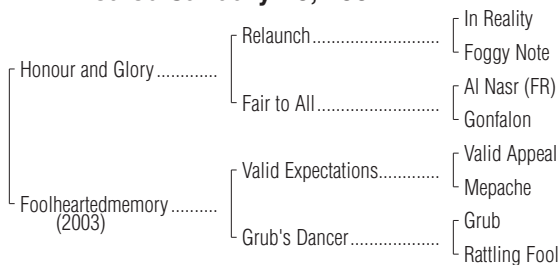 Relaunch
In Reality
Foggy Note
Honour and Glory
Fair to All
Al Nasr (FR)
Gonfalon
Valid Expectations
Valid Appeal
Mepache
Foolheartedmemory
(2003)
Grub's Dancer
Grub
Rattling Fool